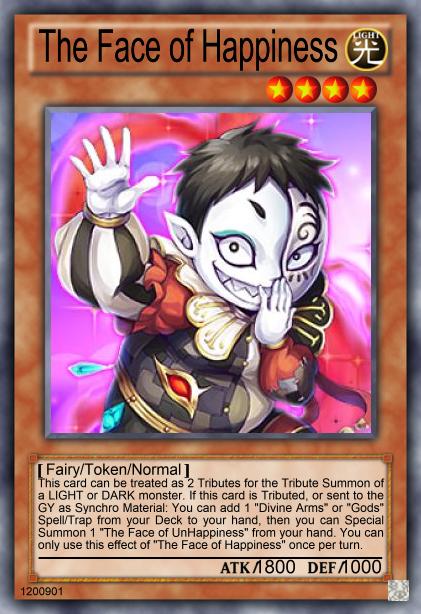 The Face of Happiness
LIGHT
光
[ Fairy/Token/Normal ]
This card can be treated as 2 Tributes for the Tribute Summon of
a LIGHT or DARK monster. If this card is Tributed, or sent to the
GY as Synchro Material: You can add 1 "Divine Arms" or "Gods"
Spell/Trap from your Deck to your hand, then you can Special
Summon 1 "The Face of UnHappiness" from your hand. You can
only use this effect of "The Face of Happiness" once per turn.
ATK/1800 DEF/1000
1200901